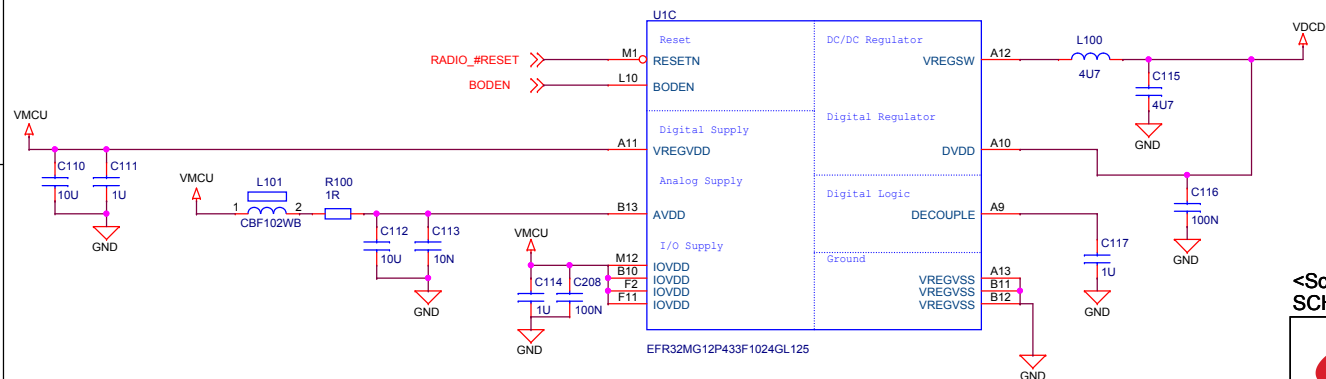 U1C
Reset
DC/DC Regulator
RADIO_#RESET
M1
RESETN
BODEN
L10
BODEN
VREGSW
A12
L100
4U7
C115
4U7
GND
VDCD
VMCU
C110
10U
C111
1U
GND
Digital Supply
A11
VREGVDD
Digital Regulator
DVDD
A10
C116
100N
GND
VMCU
L101
1
2
CBF102WB
R100
1R
C112
10U
C113
10N
GND
Analog Supply
B13
AVDD
Digital Logic
DECOUPLE
A9
C117
1U
GND
VMCU
C114
1U
C208
100N
GND
I/O Supply
M12
IOVDD
B10
IOVDD
F2
IOVDD
F11
IOVDD
Ground
VREGVSS
A13
VREGVSS
B11
VREGVSS
B12
GND
EFR32MG12P433F1024GL125
<Sc
SCH